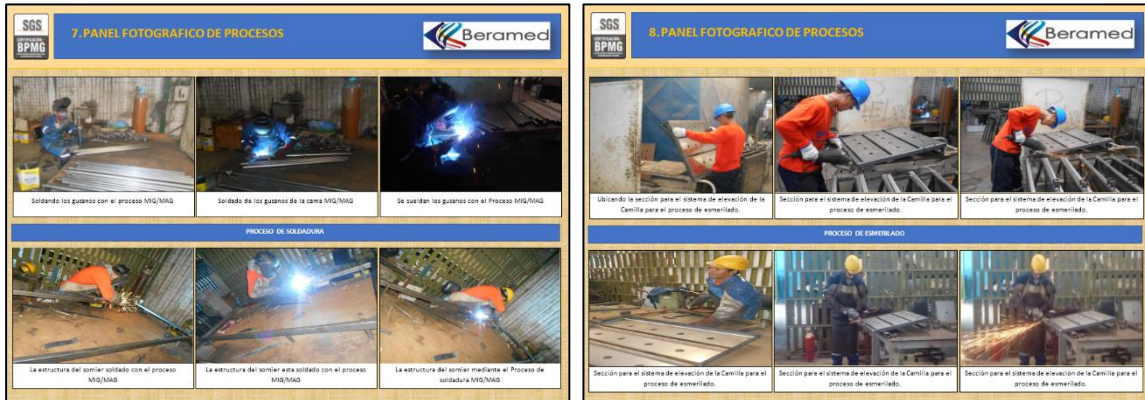 SGS
CERTIFICACIÓN
BPMG
7. PANEL FOTOGRAFICO DE PROCESOS
Beramed
Soldando los gusanos con el proceso MIG/MAG
Soldado de los gusanos de la cama MIG/MAG
Se sueldan los gusanos con el Proceso MIG/MAG
PROCESO DE SOLDADURA
La estructura del somier soldado con el proceso
MIG/MAG
La estructura del somier esta soldado con el proceso
MIG/MAG
La estructura del somier mediante el Proceso de
soldadura MIG/MAG
SGS
CERTIFICACIÓN
BPMG
8. PANEL FOTOGRAFICO DE PROCESOS
Beramed
Ubicando la sección para el sistema de elevación de la
Camilla para el proceso de esmerilado.
Sección para el sistema de elevación de la Camilla para el
proceso de esmerilado.
Sección para el sistema de elevación de la Camilla para el
proceso de esmerilado.
PROCESO DE ESMERILADO
Sección para el sistema de elevación de la Camilla para el
proceso de esmerilado.
Sección para el sistema de elevación de la Camilla para el
proceso de esmerilado.
Sección para el sistema de elevación de la Camilla para el
proceso de esmerilado.